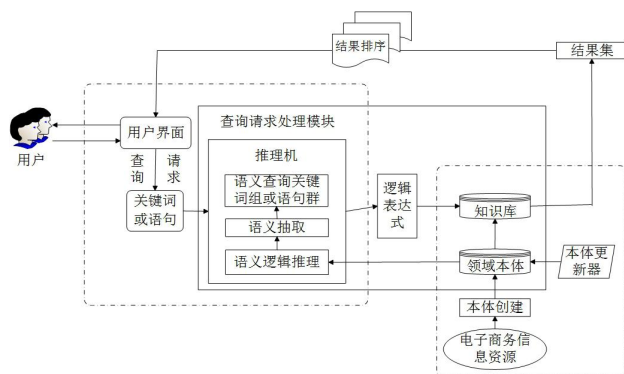 结果排序
结果集
用户
用户界面
查 请
询 求
关键词
或语句
查询请求处理模块
推理机
语义查询关键
词组或语句群
语义抽取
语义逻辑推理
逻辑
表达
式
知识库
领域本体
本体更
新器
本体创建
电子商务信
息资源